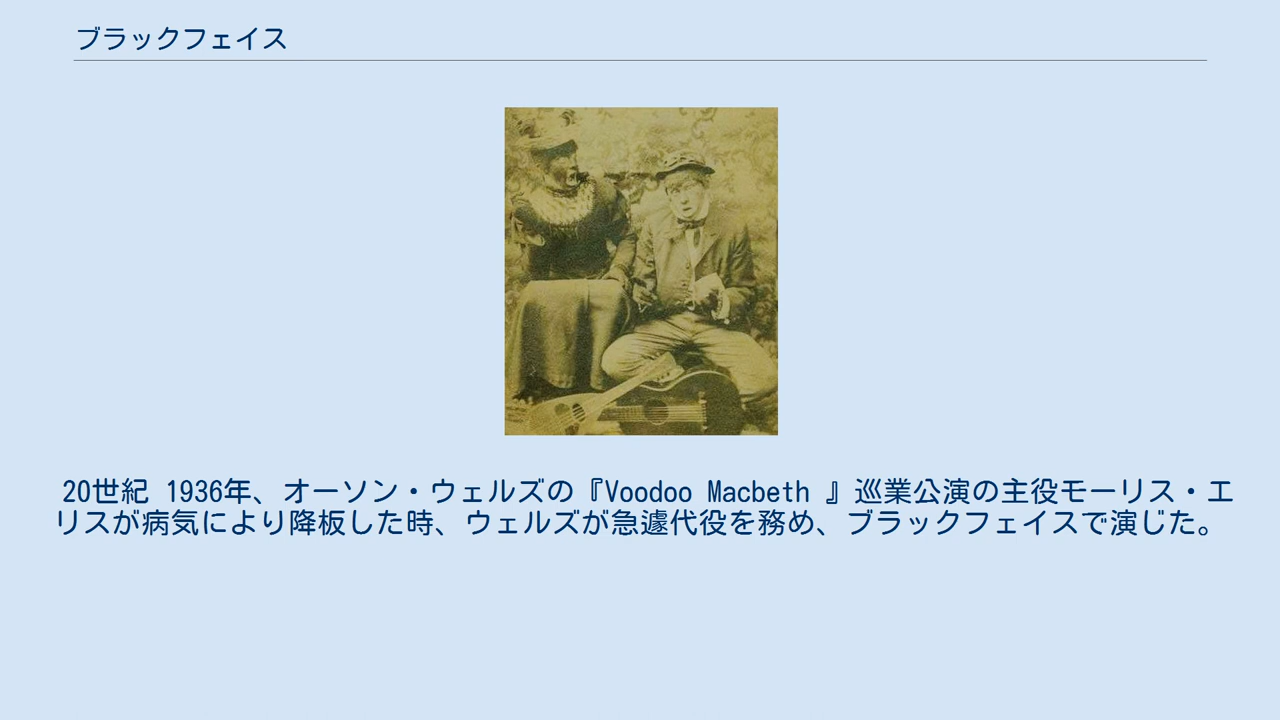 ブラックフェイス
20世紀 1936年、オーソン・ウェルズの『Voodoo Macbeth 』巡業公演の主役モーリス・エ
リスが病気により降板した時、ウェルズが急遽代役を務め、ブラックフェイスで演じた。